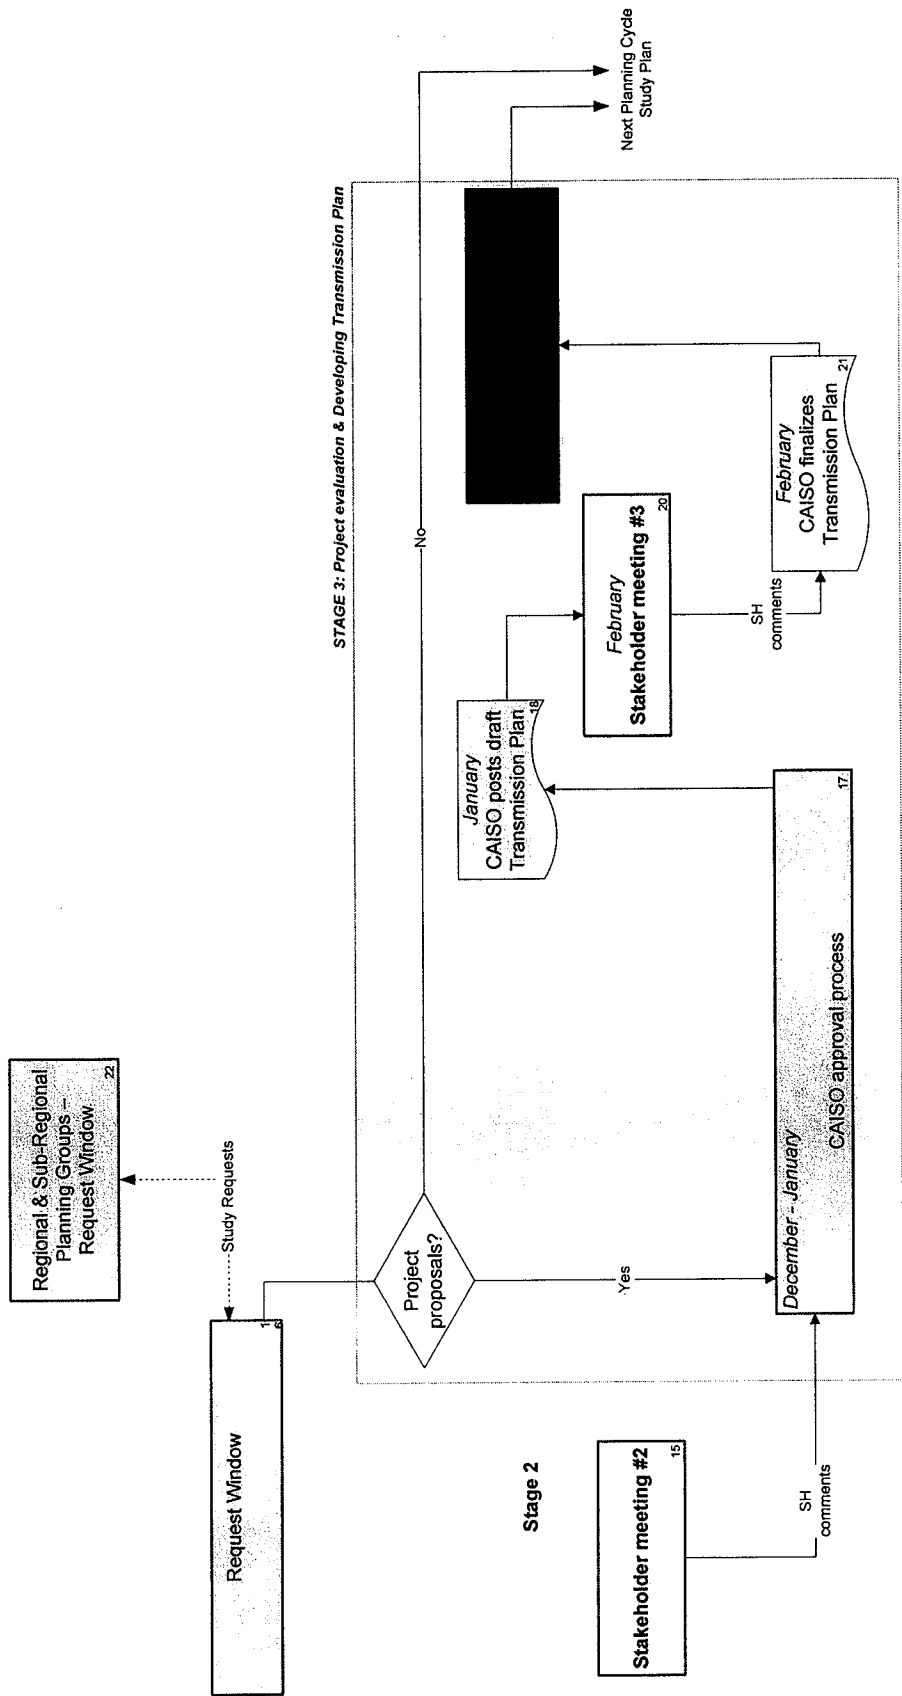 STAGE 3: Project evaluation & Developing Transmission Plan
Regional & Sub-Regional
Planning Groups –
Request Window
22
Study Requests
Request Window
1
6
Project
proposals?
No
Yes
Next Planning Cycle
Study Plan
Stage 2
Stakeholder meeting #2
15
SH
comments
December - January
CAISO approval process
17
January
CAISO posts draft
Transmission Plan
18
February
Stakeholder meeting #3
20
SH
comments
February
CAISO finalizes
Transmission Plan
21